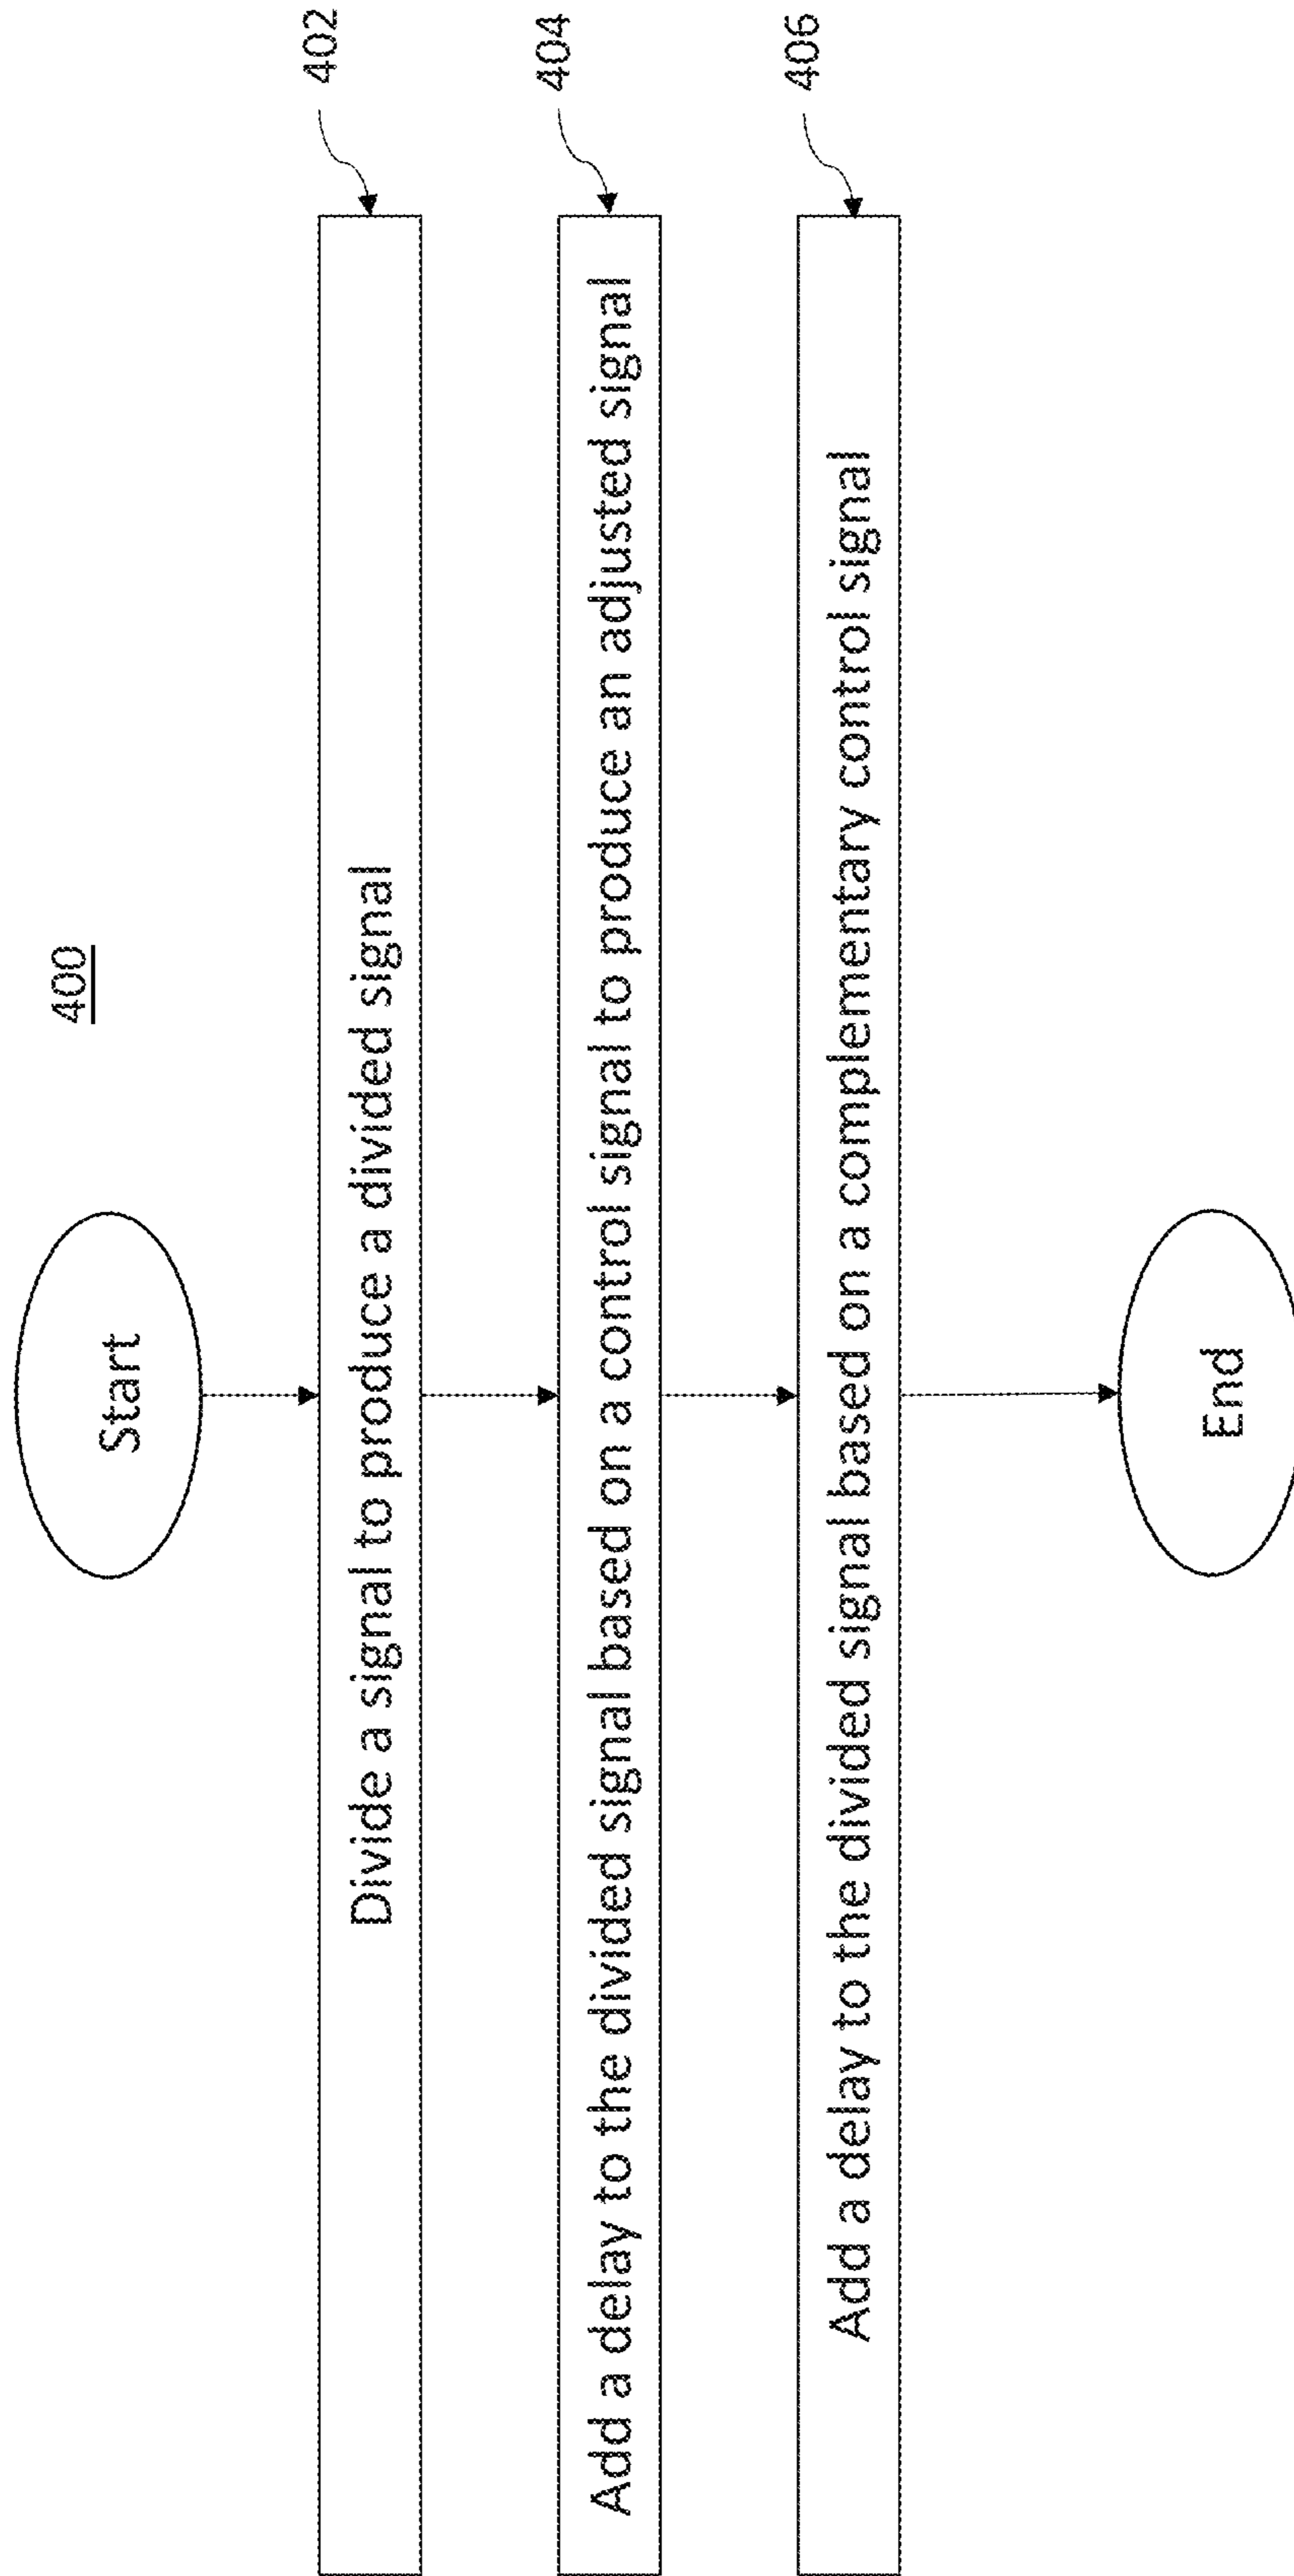 400
Start
Divide a signal to produce a divided signal
402
Add a delay to the divided signal based on a control signal to produce an adjusted signal
404
Add a delay to the divided signal based on a complementary control signal
406
End